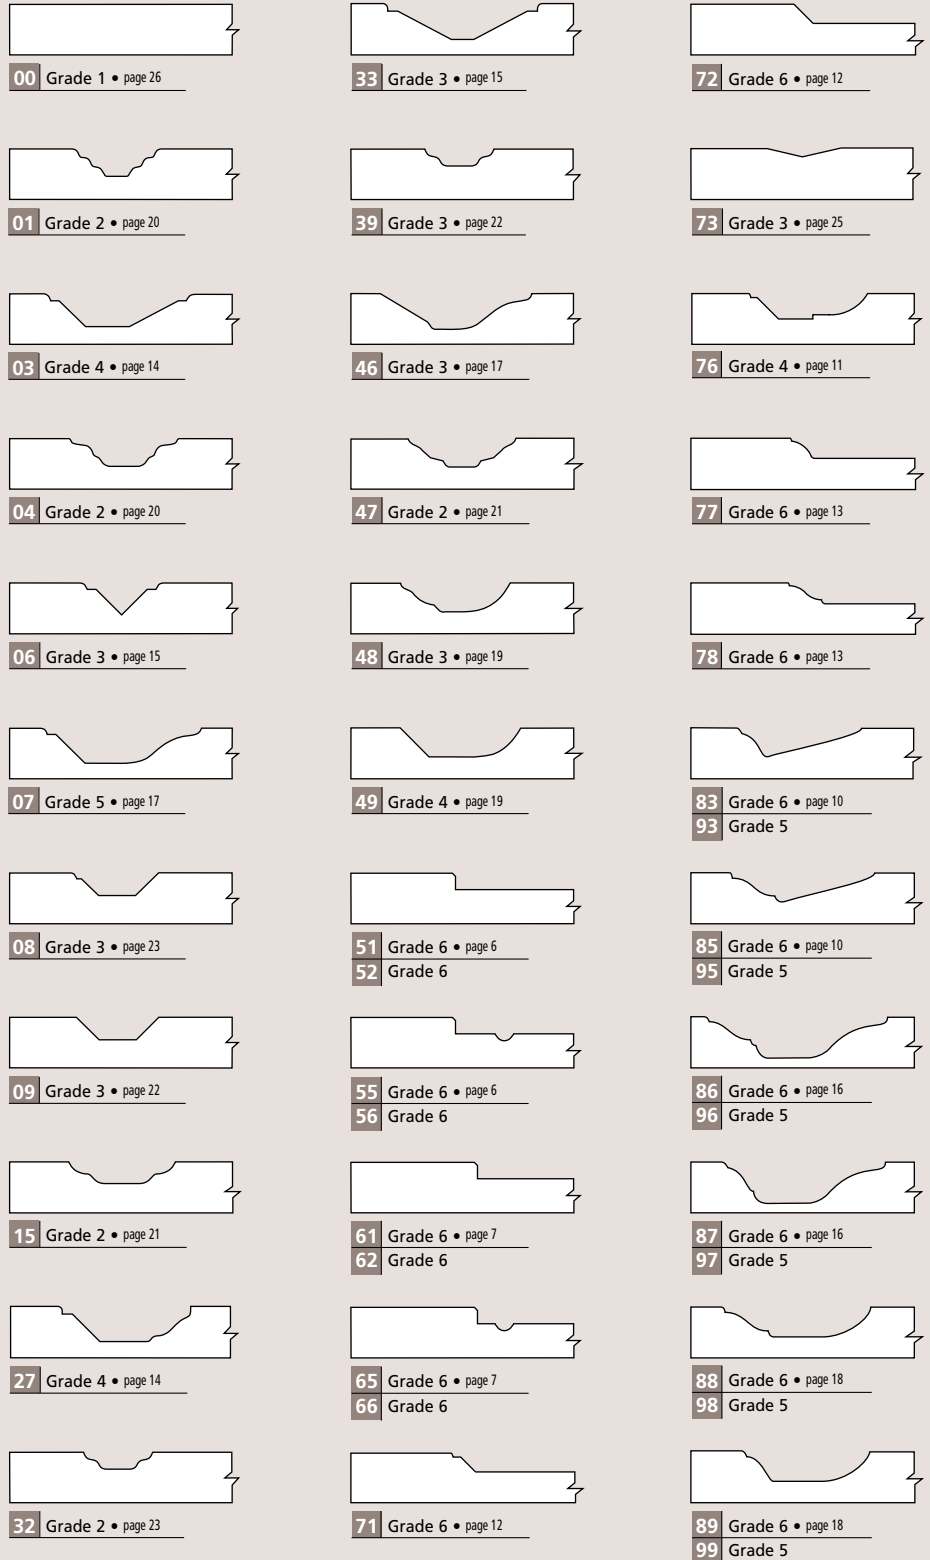 00 Grade 1 • page 26
01 Grade 2 • page 20
03 Grade 4 • page 14
04 Grade 2 • page 20
06 Grade 3 • page 15
07 Grade 5 • page 17
08 Grade 3 • page 23
09 Grade 3 • page 22
15 Grade 2 • page 21
27 Grade 4 • page 14
32 Grade 2 • page 23
33 Grade 3 • page 15
39 Grade 3 • page 22
46 Grade 3 • page 17
47 Grade 2 • page 21
48 Grade 3 • page 19
49 Grade 4 • page 19
51 Grade 6 • page 6
52 Grade 6
55 Grade 6 • page 6
56 Grade 6
61 Grade 6 • page 7
62 Grade 6
65 Grade 6 • page 7
66 Grade 6
71 Grade 6 • page 12
72 Grade 6 • page 12
73 Grade 3 • page 25
76 Grade 4 • page 11
77 Grade 6 • page 13
78 Grade 6 • page 13
83 Grade 6 • page 10
93 Grade 5
85 Grade 6 • page 10
95 Grade 5
86 Grade 6 • page 16
96 Grade 5
87 Grade 6 • page 16
97 Grade 5
88 Grade 6 • page 18
98 Grade 5
89 Grade 6 • page 18
99 Grade 5